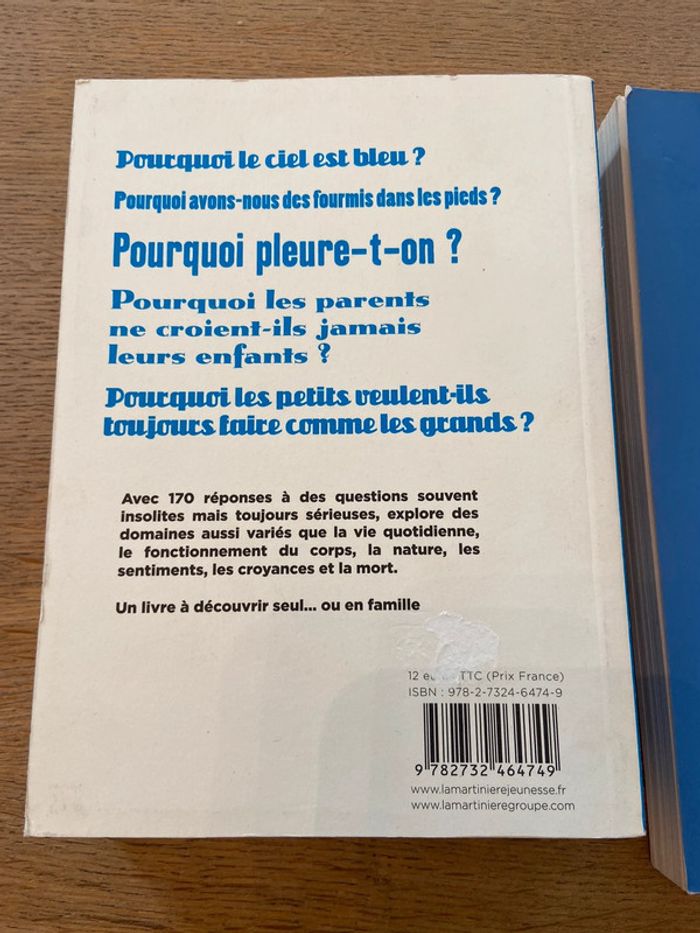 Pourquoi le ciel est bleu ?
Pourquoi avons-nous des fourmis dans les pieds ?
Pourquoi pleure-t-on ?
Pourquoi les parents
ne croient-ils jamais
leurs enfants ?
Pourquoi les petits veulent-ils
toujours faire comme les grands ?
Avec 170 réponses à des questions souvent
insolites mais toujours sérieuses, explore des
domaines aussi variés que la vie quotidienne,
le fonctionnement du corps, la nature, les
sentiments, les croyances et la mort.
Un livre à découvrir seul... ou en famille
12 TTC (Prix France)
ISBN : 978-2-7324-6474-9
9 782732 464749
www.lamartinierejeunesse.fr
www.lamartinieregroupe.com